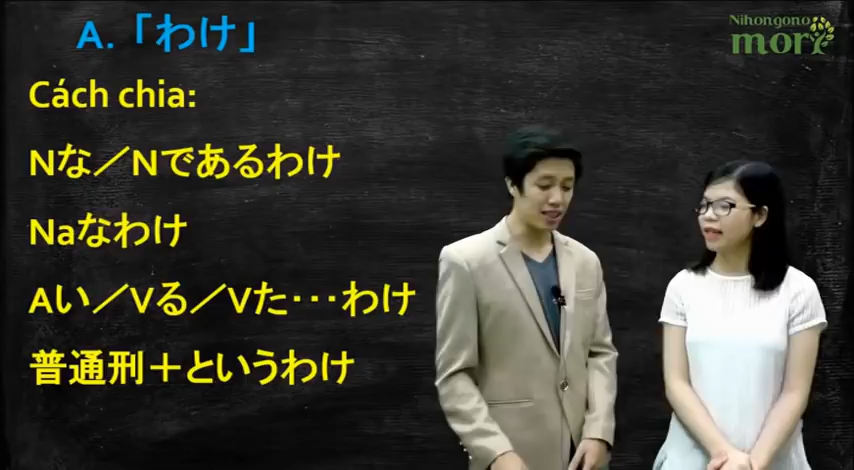 A. 「わけ」
Nihongono
mori
Cách chia:
Nな／Nであるわけ
Naなわけ
Aい／Vる／Vた･･･わけ
普通刑＋というわけ